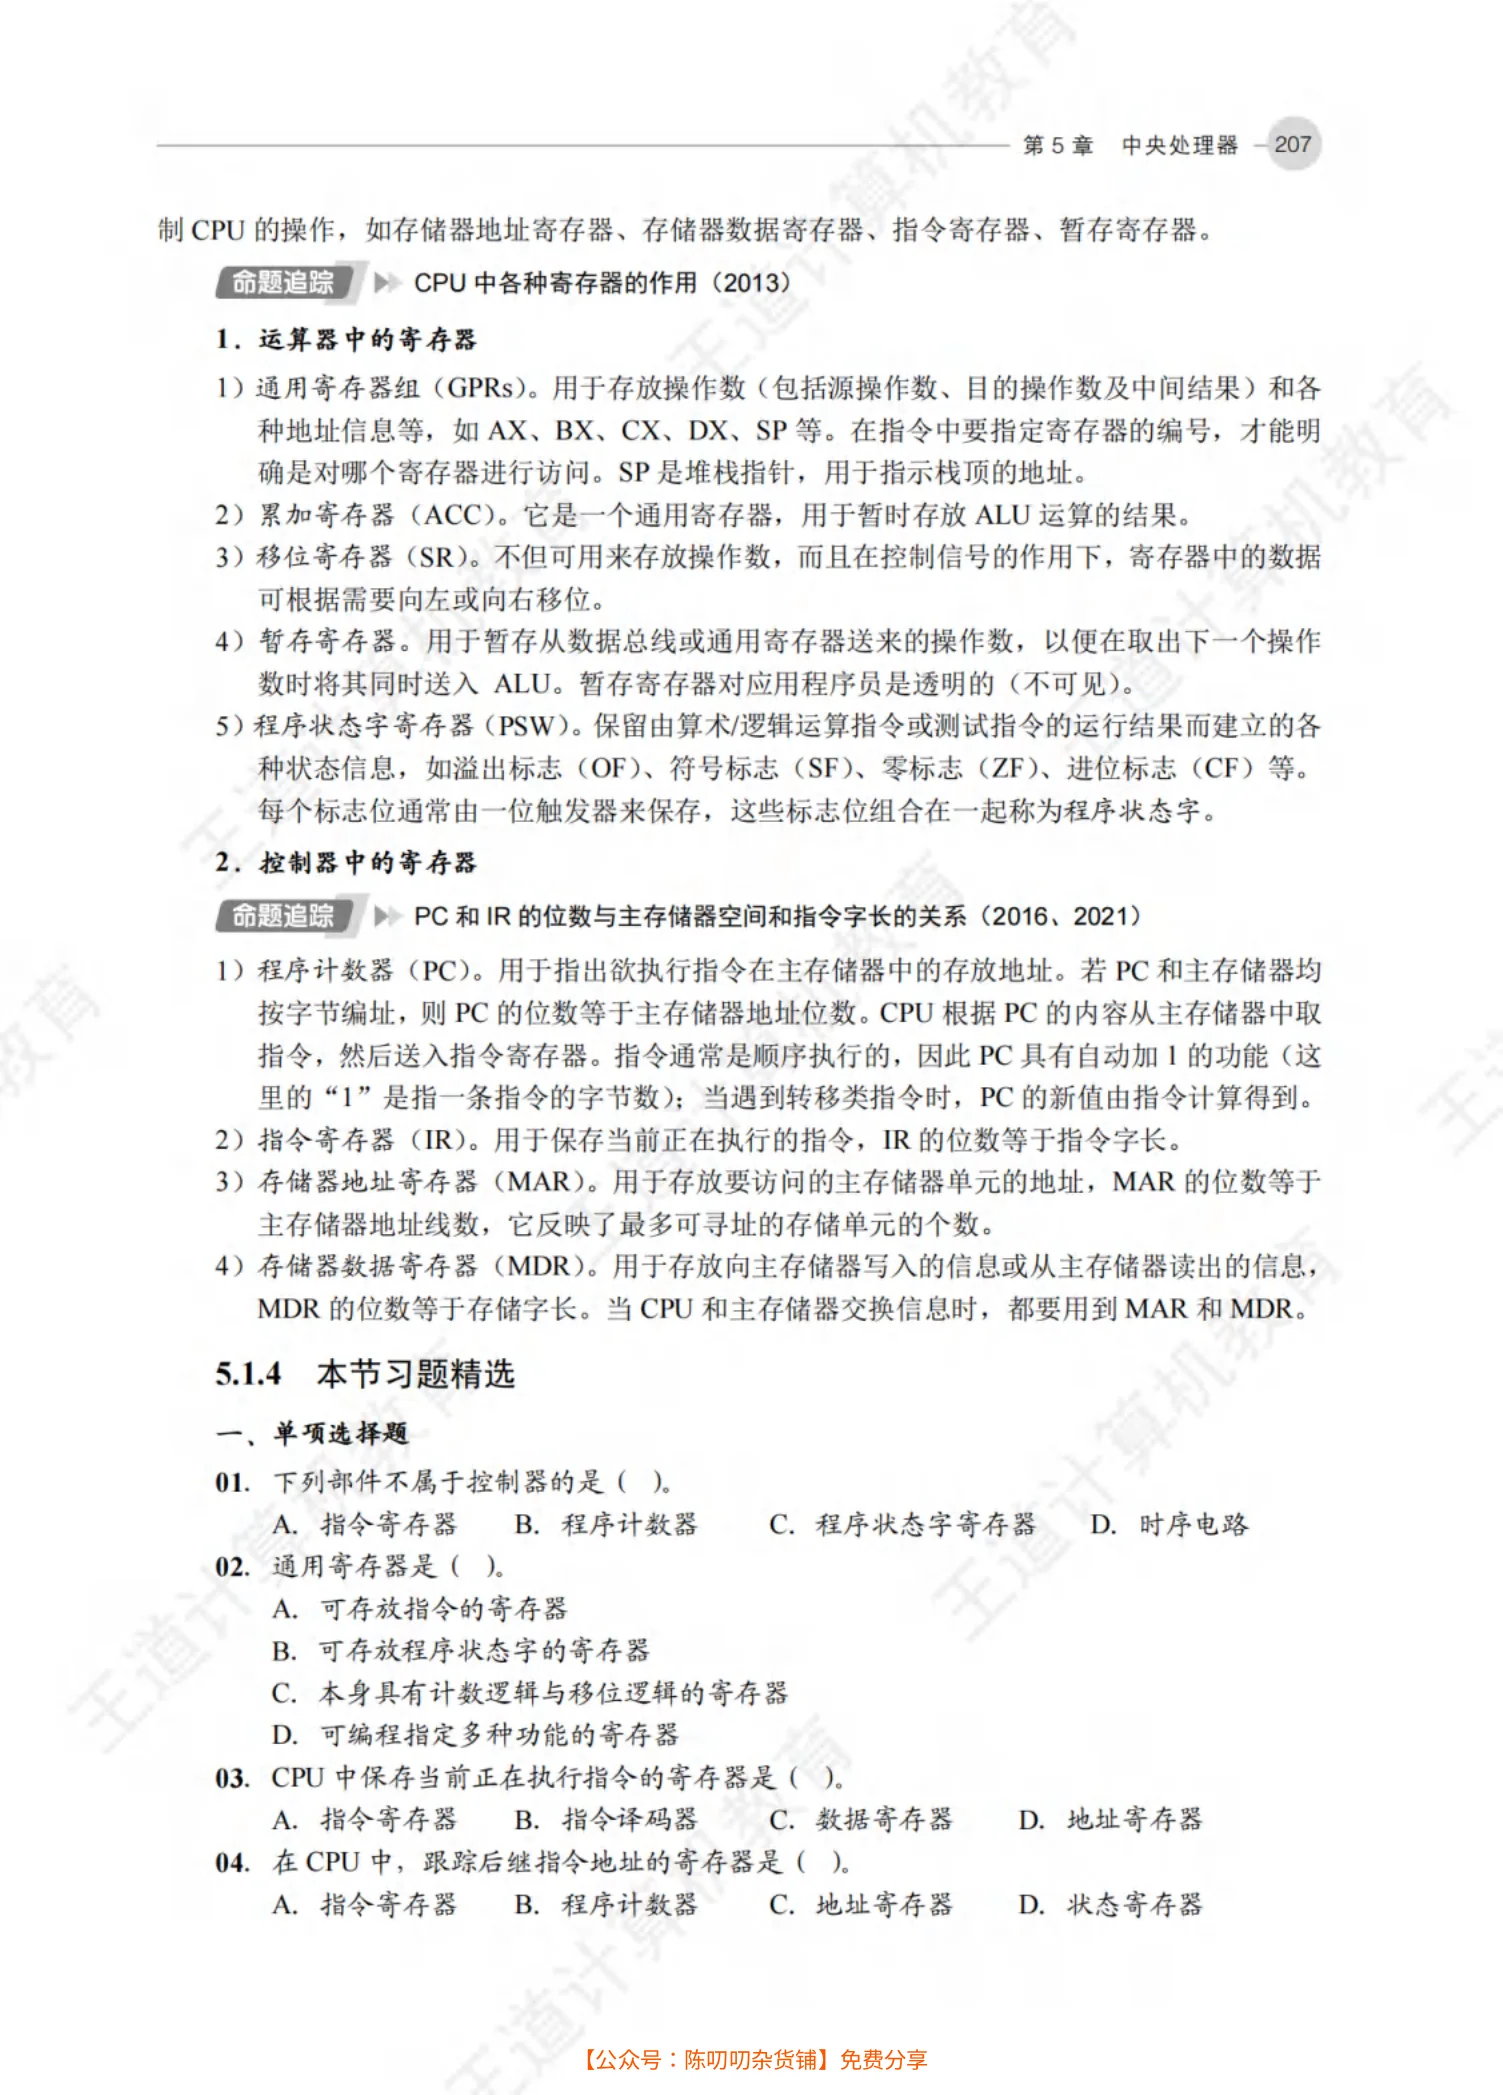 第 5 章 中央处理器 207
制 CPU 的操作，如存储器地址寄存器、存储器数据寄存器、指令寄存器、暂存寄存器。
命题追踪 CPU 中各种寄存器的作用（2013）
1．运算器中的寄存器
1）通用寄存器组（GPRs）。用于存放操作数（包括源操作数、目的操作数及中间结果）和各
种地址信息等，如 AX、BX、CX、DX、SP 等。在指令中要指定寄存器的编号，才能明
确是对哪个寄存器进行访问。SP 是堆栈指针，用于指示栈顶的地址。
2）累加寄存器（ACC）。它是一个通用寄存器，用于暂时存放 ALU 运算的结果。
3）移位寄存器（SR）。不但可用来存放操作数，而且在控制信号的作用下，寄存器中的数据
可根据需要向左或向右移位。
4）暂存寄存器。用于暂存从数据总线或通用寄存器送来的操作数，以便在取出下一个操作
数时将其同时送入 ALU。暂存寄存器对应用程序员是透明的（不可见）。
5）程序状态字寄存器（PSW）。保留由算术/逻辑运算指令或测试指令的运行结果而建立的各
种状态信息，如溢出标志（OF）、符号标志（SF）、零标志（ZF）、进位标志（CF）等。
每个标志位通常由一位触发器来保存，这些标志位组合在一起称为程序状态字。
2．控制器中的寄存器
命题追踪 PC 和 IR 的位数与主存储器空间和指令字长的关系（2016、2021）
1）程序计数器（PC）。用于指出欲执行指令在主存储器中的存放地址。若 PC 和主存储器均
按字节编址，则 PC 的位数等于主存储器地址位数。CPU 根据 PC 的内容从主存储器中取
指令，然后送入指令寄存器。指令通常是顺序执行的，因此 PC 具有自动加 1 的功能（这
里的“1”是指一条指令的字节数）；当遇到转移类指令时，PC 的新值由指令计算得到。
2）指令寄存器（IR）。用于保存当前正在执行的指令，IR 的位数等于指令字长。
3）存储器地址寄存器（MAR）。用于存放要访问的主存储器单元的地址，MAR 的位数等于
主存储器地址线数，它反映了最多可寻址的存储单元的个数。
4）存储器数据寄存器（MDR）。用于存放向主存储器写入的信息或从主存储器读出的信息，
MDR 的位数等于存储字长。当 CPU 和主存储器交换信息时，都要用到 MAR 和 MDR。
5.1.4 本节习题精选
一、单项选择题
01. 下列部件不属于控制器的是（ ）。
A. 指令寄存器 B. 程序计数器 C. 程序状态字寄存器 D. 时序电路
02. 通用寄存器是（ ）。
A. 可存放指令的寄存器
B. 可存放程序状态字的寄存器
C. 本身具有计数逻辑与移位逻辑的寄存器
D. 可编程指定多种功能的寄存器
03. CPU 中保存当前正在执行指令的寄存器是（ ）。
A. 指令寄存器 B. 指令译码器 C. 数据寄存器 D. 地址寄存器
04. 在 CPU 中，跟踪后继指令地址的寄存器是（ ）。
A. 指令寄存器 B. 程序计数器 C. 地址寄存器 D. 状态寄存器
【公众号：陈叨叨杂货铺】免费分享
王道计算机教育